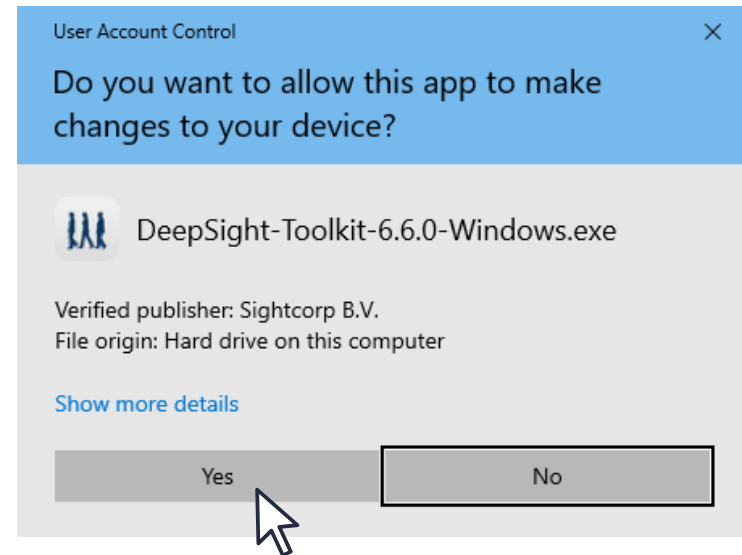 User Account Control
Do you want to allow this app to make
changes to your device?
DeepSight-Toolkit-6.6.0-Windows.exe
Verified publisher: Sightcorp B.V.
File origin: Hard drive on this computer
Show more details
Yes
No